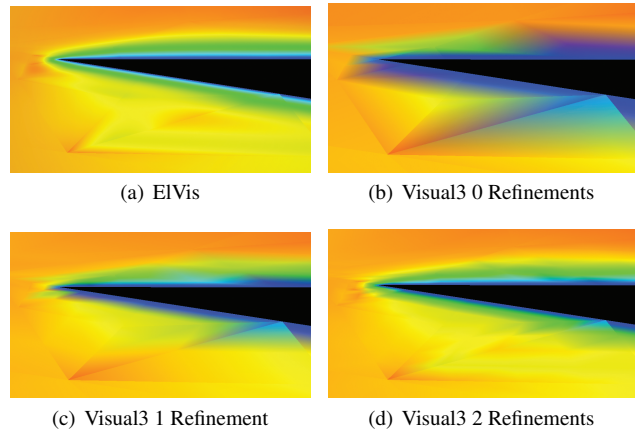 (a) ElVis
(b) Visual3 0 Refinements
(c) Visual3 1 Refinement
(d) Visual3 2 Refinements